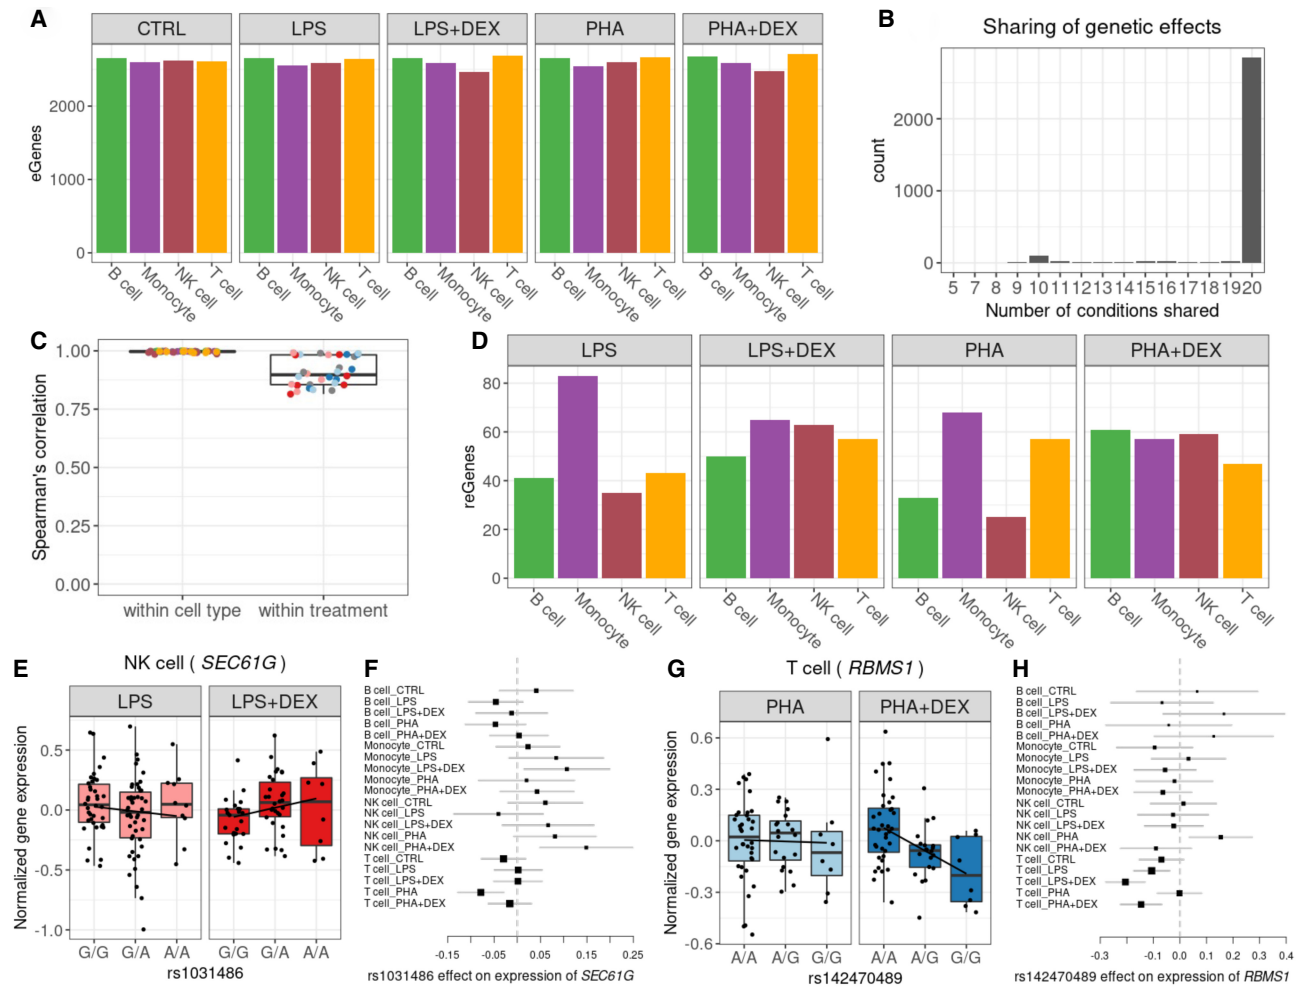 A
CTRL
LPS
LPS+DEX
PHA
PHA+DEX
eGenes
2000
1000
0
B cell
Monocyte
NK cell
T cell
B cell
Monocyte
NK cell
T cell
B cell
Monocyte
NK cell
T cell
B cell
Monocyte
NK cell
T cell
B cell
Monocyte
NK cell
T cell
B
Sharing of genetic effects
count
2000
1000
0
5 7 8 9 10 11 12 13 14 15 16 17 18 19 20
Number of conditions shared
C
Spearman's correlation
1.00
0.75
0.50
0.25
0.00
within cell type
within treatment
D
LPS
LPS+DEX
PHA
PHA+DEX
reGenes
80
60
40
20
0
B cell
Monocyte
NK cell
T cell
B cell
Monocyte
NK cell
T cell
B cell
Monocyte
NK cell
T cell
B cell
Monocyte
NK cell
T cell
E
NK cell ( SEC61G )
LPS
LPS+DEX
Normalized gene expression
0.5
0.0
-0.5
-1.0
G/G G/A A/A
G/G G/A A/A
rs1031486
F
B cell_CTRL
B cell_LPS
B cell_LPS+DEX
B cell_PHA
B cell_PHA+DEX
Monocyte_CTRL
Monocyte_LPS
Monocyte_LPS+DEX
Monocyte_PHA
Monocyte_PHA+DEX
NK cell_CTRL
NK cell_LPS
NK cell_LPS+DEX
NK cell_PHA
NK cell_PHA+DEX
T cell_CTRL
T cell_LPS
T cell_LPS+DEX
T cell_PHA
T cell_PHA+DEX
-0.15 -0.05 0.05 0.15 0.25
rs1031486 effect on expression of SEC61G
G
T cell ( RBMS1 )
PHA
PHA+DEX
Normalized gene expression
0.6
0.3
0.0
-0.3
-0.6
A/A A/G G/G
A/A A/G G/G
rs142470489
H
B cell_CTRL
B cell_LPS
B cell_LPS+DEX
B cell_PHA
B cell_PHA+DEX
Monocyte_CTRL
Monocyte_LPS
Monocyte_LPS+DEX
Monocyte_PHA
Monocyte_PHA+DEX
NK cell_CTRL
NK cell_LPS
NK cell_LPS+DEX
NK cell_PHA
NK cell_PHA+DEX
T cell_CTRL
T cell_LPS
T cell_LPS+DEX
T cell_PHA
T cell_PHA+DEX
-0.3 -0.2 -0.1 0.0 0.1 0.2 0.3 0.4
rs142470489 effect on expression of RBMS1